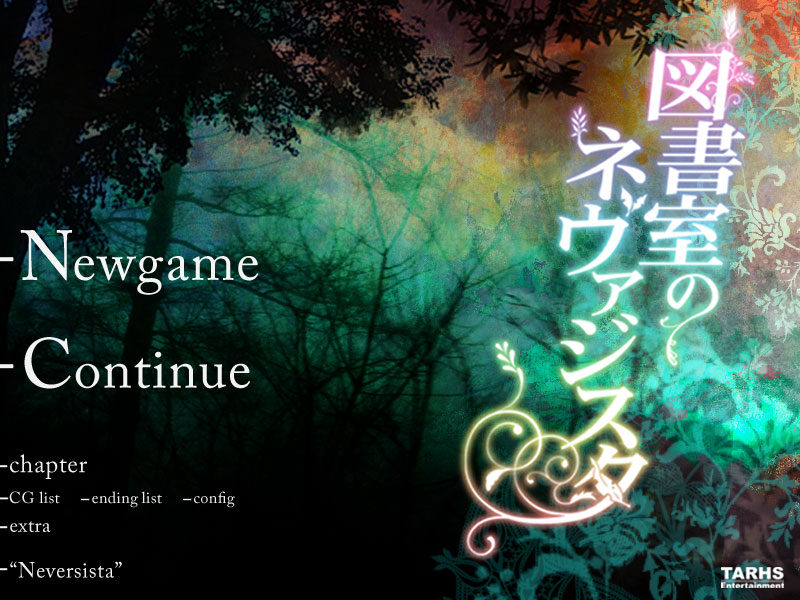 図書室の
ネヴァジスタ
-Newgame
-Continue
-chapter
-CG list -ending list -config
-extra
-“Neversista”
TARHS
Entertainment